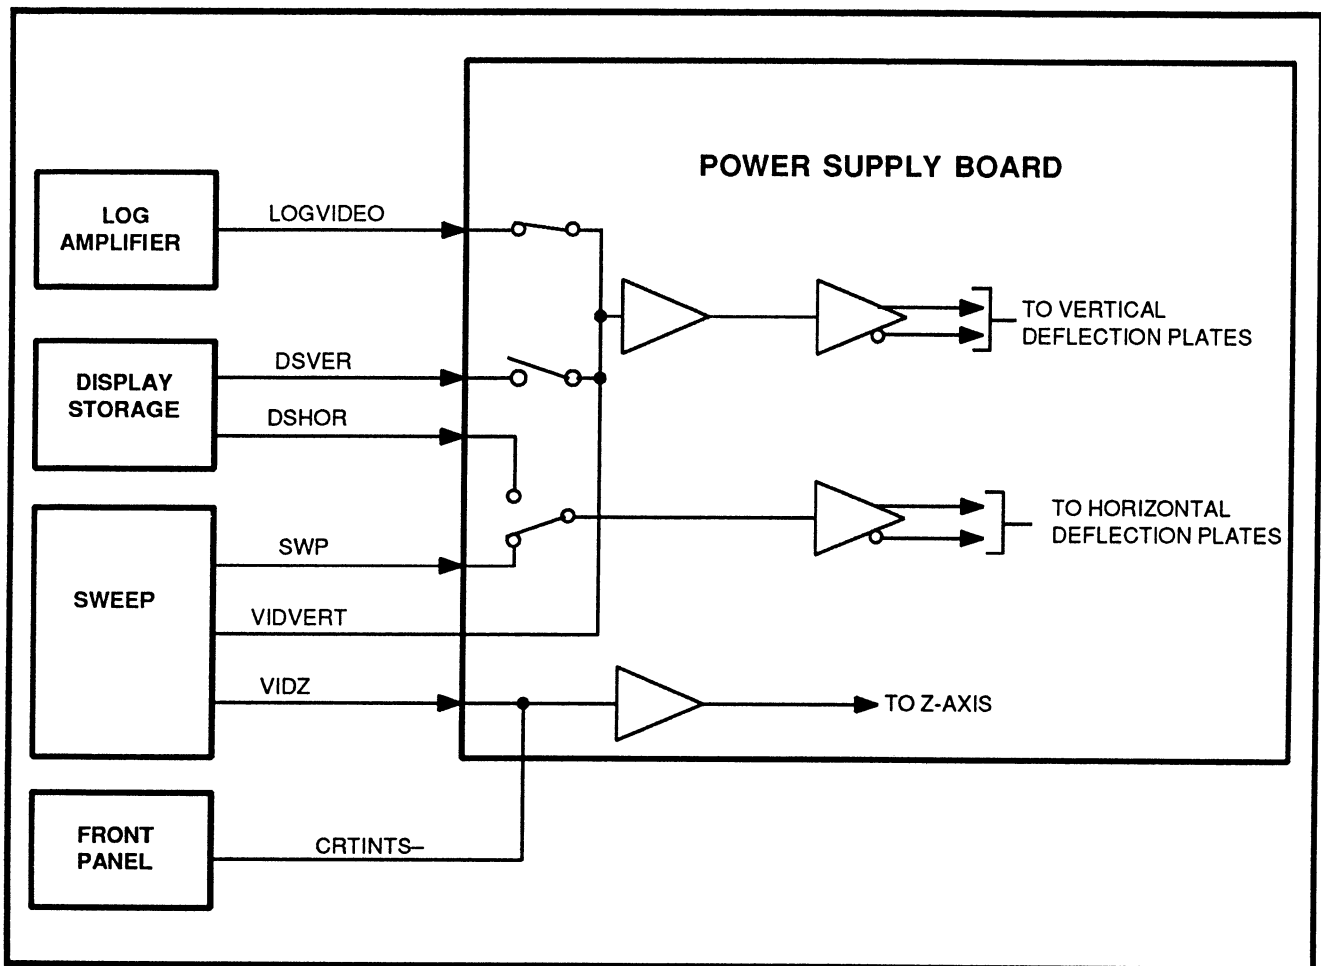 POWER SUPPLY BOARD
LOG
AMPLIFIER
LOGVIDEO
TO VERTICAL
DEFLECTION PLATES
DISPLAY
STORAGE
DSVER
DSHOR
TO HORIZONTAL
DEFLECTION PLATES
SWEEP
SWP
VIDVERT
VIDZ
TO Z-AXIS
FRONT
PANEL
CRTINTS–